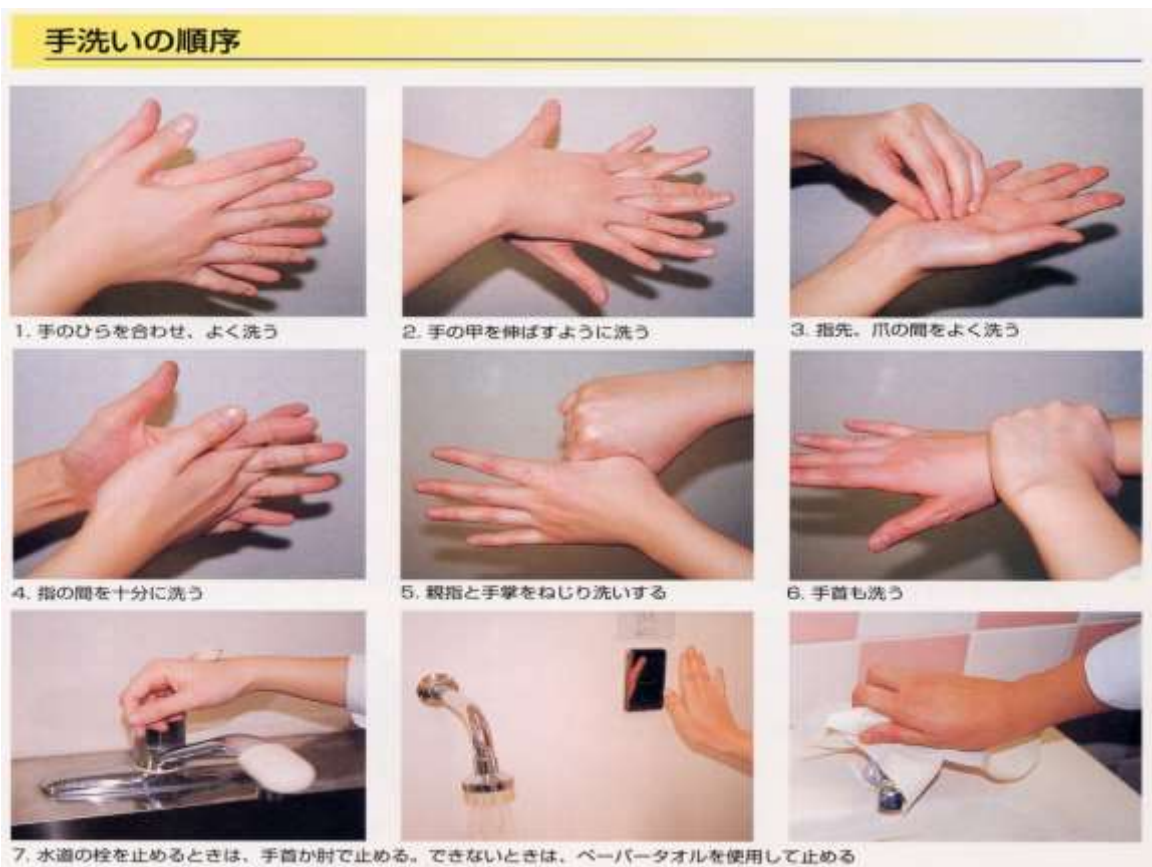 手洗いの順序
1. 手のひらを合わせ、よく洗う
2. 手の甲を伸ばすように洗う
3. 指先、爪の間をよく洗う
4. 指の間を十分に洗う
5. 親指と手掌をねじり洗いする
6. 手首も洗う
7. 水道の栓を止めるときは、手首か肘で止める。できないときは、ペーパータオルを使用して止める